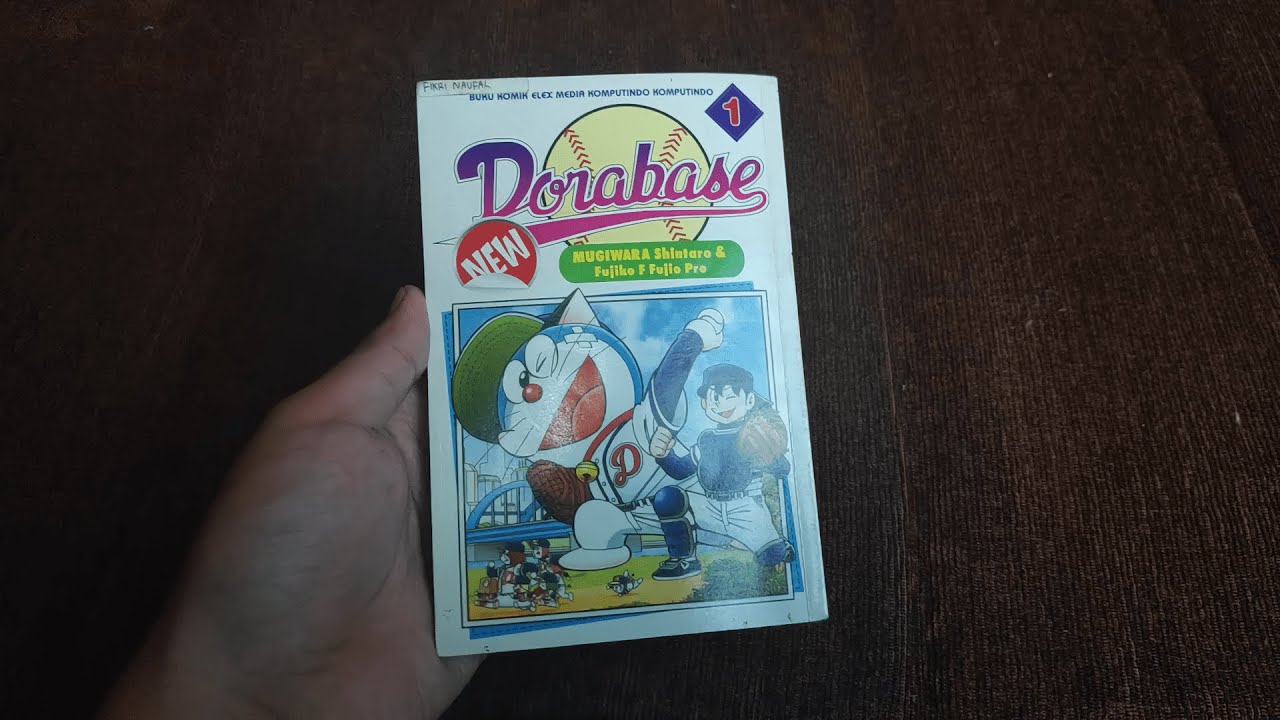 FIKRI NAUFAL
BUKU KOMIK ELEX MEDIA KOMPUTINDO KOMPUTINDO
1
Dorabase
NEW
MUGIWARA Shintaro &
Fujiko F Fujio Pro
D